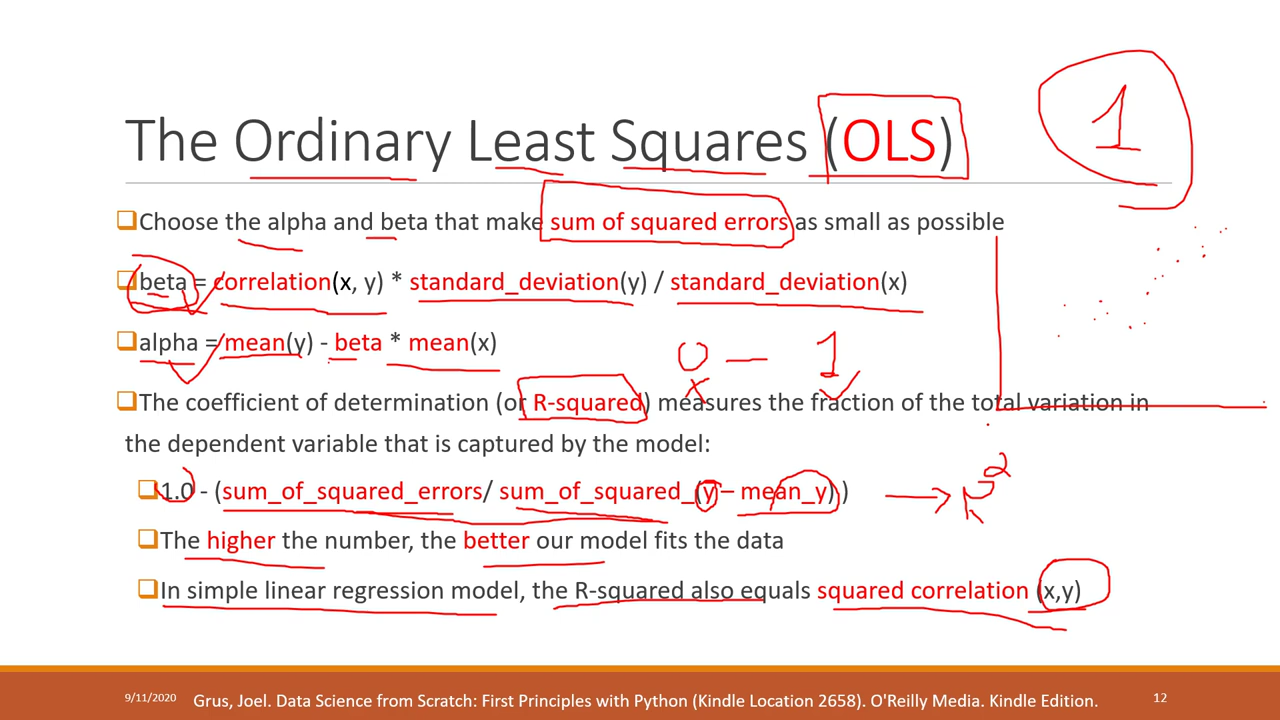 The Ordinary Least Squares (OLS)
1
Choose the alpha and beta that make sum of squared errors as small as possible
beta = correlation(x, y) * standard_deviation(y) / standard_deviation(x)
alpha = mean(y) - beta * mean(x)
0 — 1
x
The coefficient of determination (or R-squared) measures the fraction of the total variation in
the dependent variable that is captured by the model:
1.0 - (sum_of_squared_errors/ sum_of_squared_(y – mean_y) )
→ R²
The higher the number, the better our model fits the data
In simple linear regression model, the R-squared also equals squared correlation (x,y)
9/11/2020
Grus, Joel. Data Science from Scratch: First Principles with Python (Kindle Location 2658). O'Reilly Media. Kindle Edition.
12